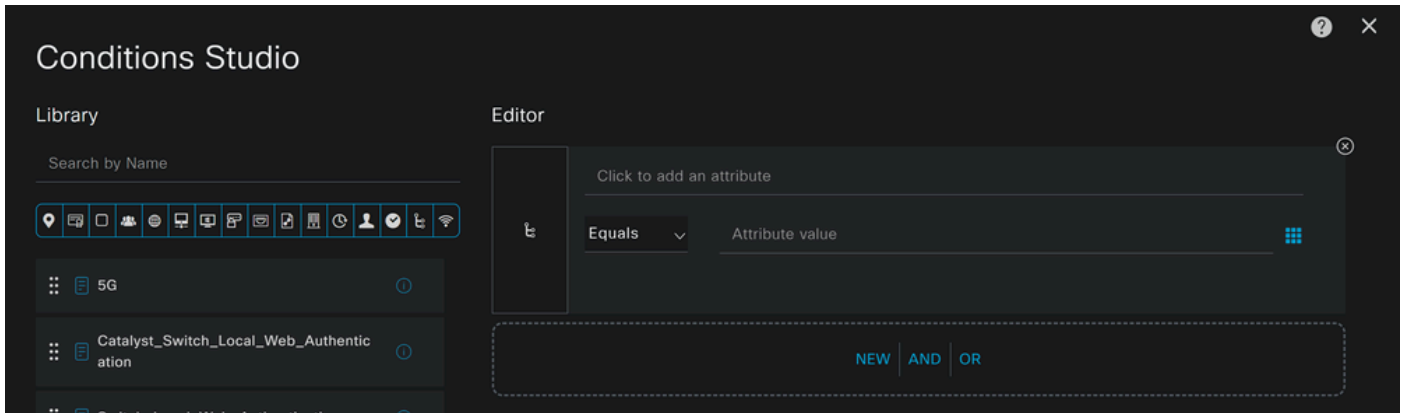 Conditions Studio
Library
Search by Name
5G
Catalyst_Switch_Local_Web_Authentic
ation
Editor
Click to add an attribute
Equals
Attribute value
NEW AND OR